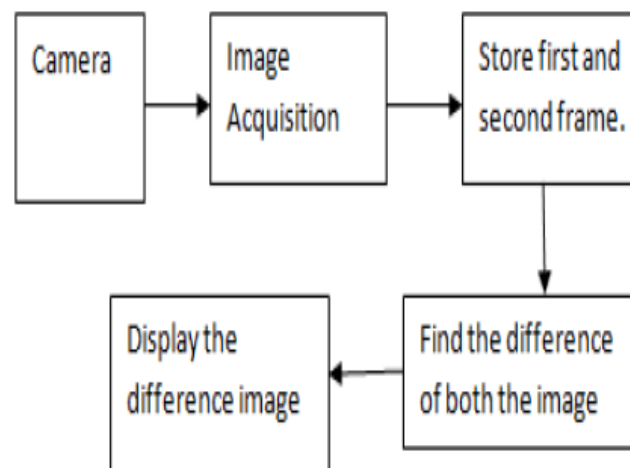 Camera
Image
Acquisition
Store first and
second frame.
Find the difference
of both the image
Display the
difference image